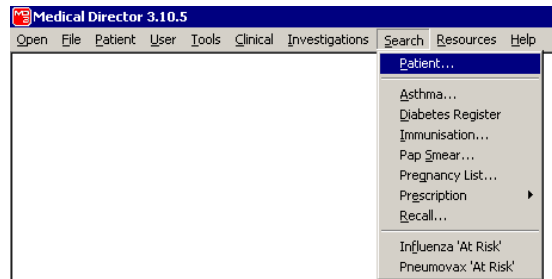 Medical Director 3.10.5
Open File Patient User Tools Clinical Investigations Search Resources Help
Patient...
Asthma...
Diabetes Register
Immunisation...
Pap Smear...
Pregnancy List...
Prescription
Recall...
Influenza 'At Risk'
Pneumovax 'At Risk'